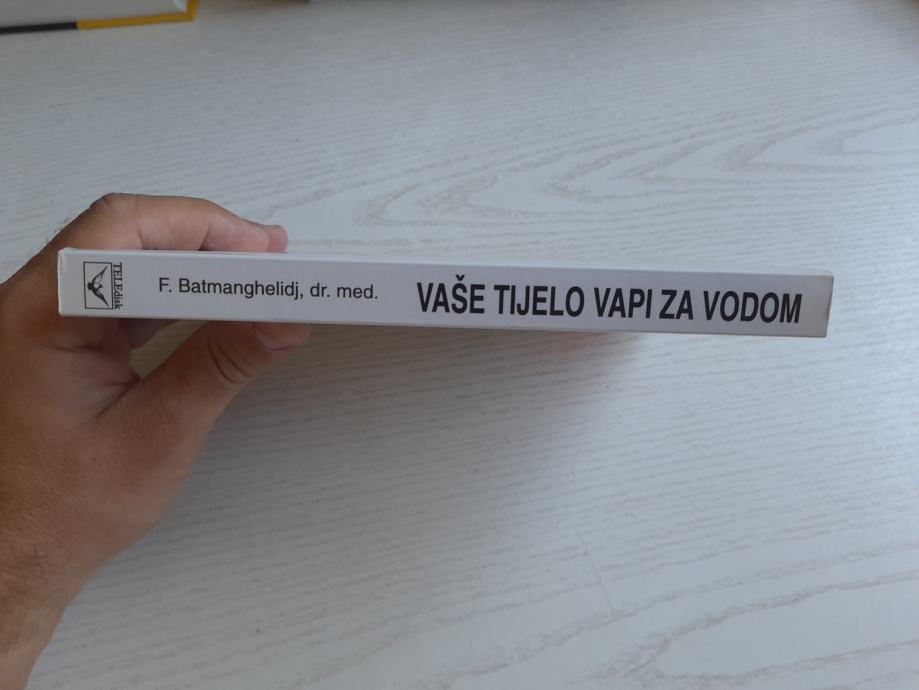 TELEdisk
F. Batmanghelidj, dr. med.
VAŠE TIJELO VAPI ZA VODOM